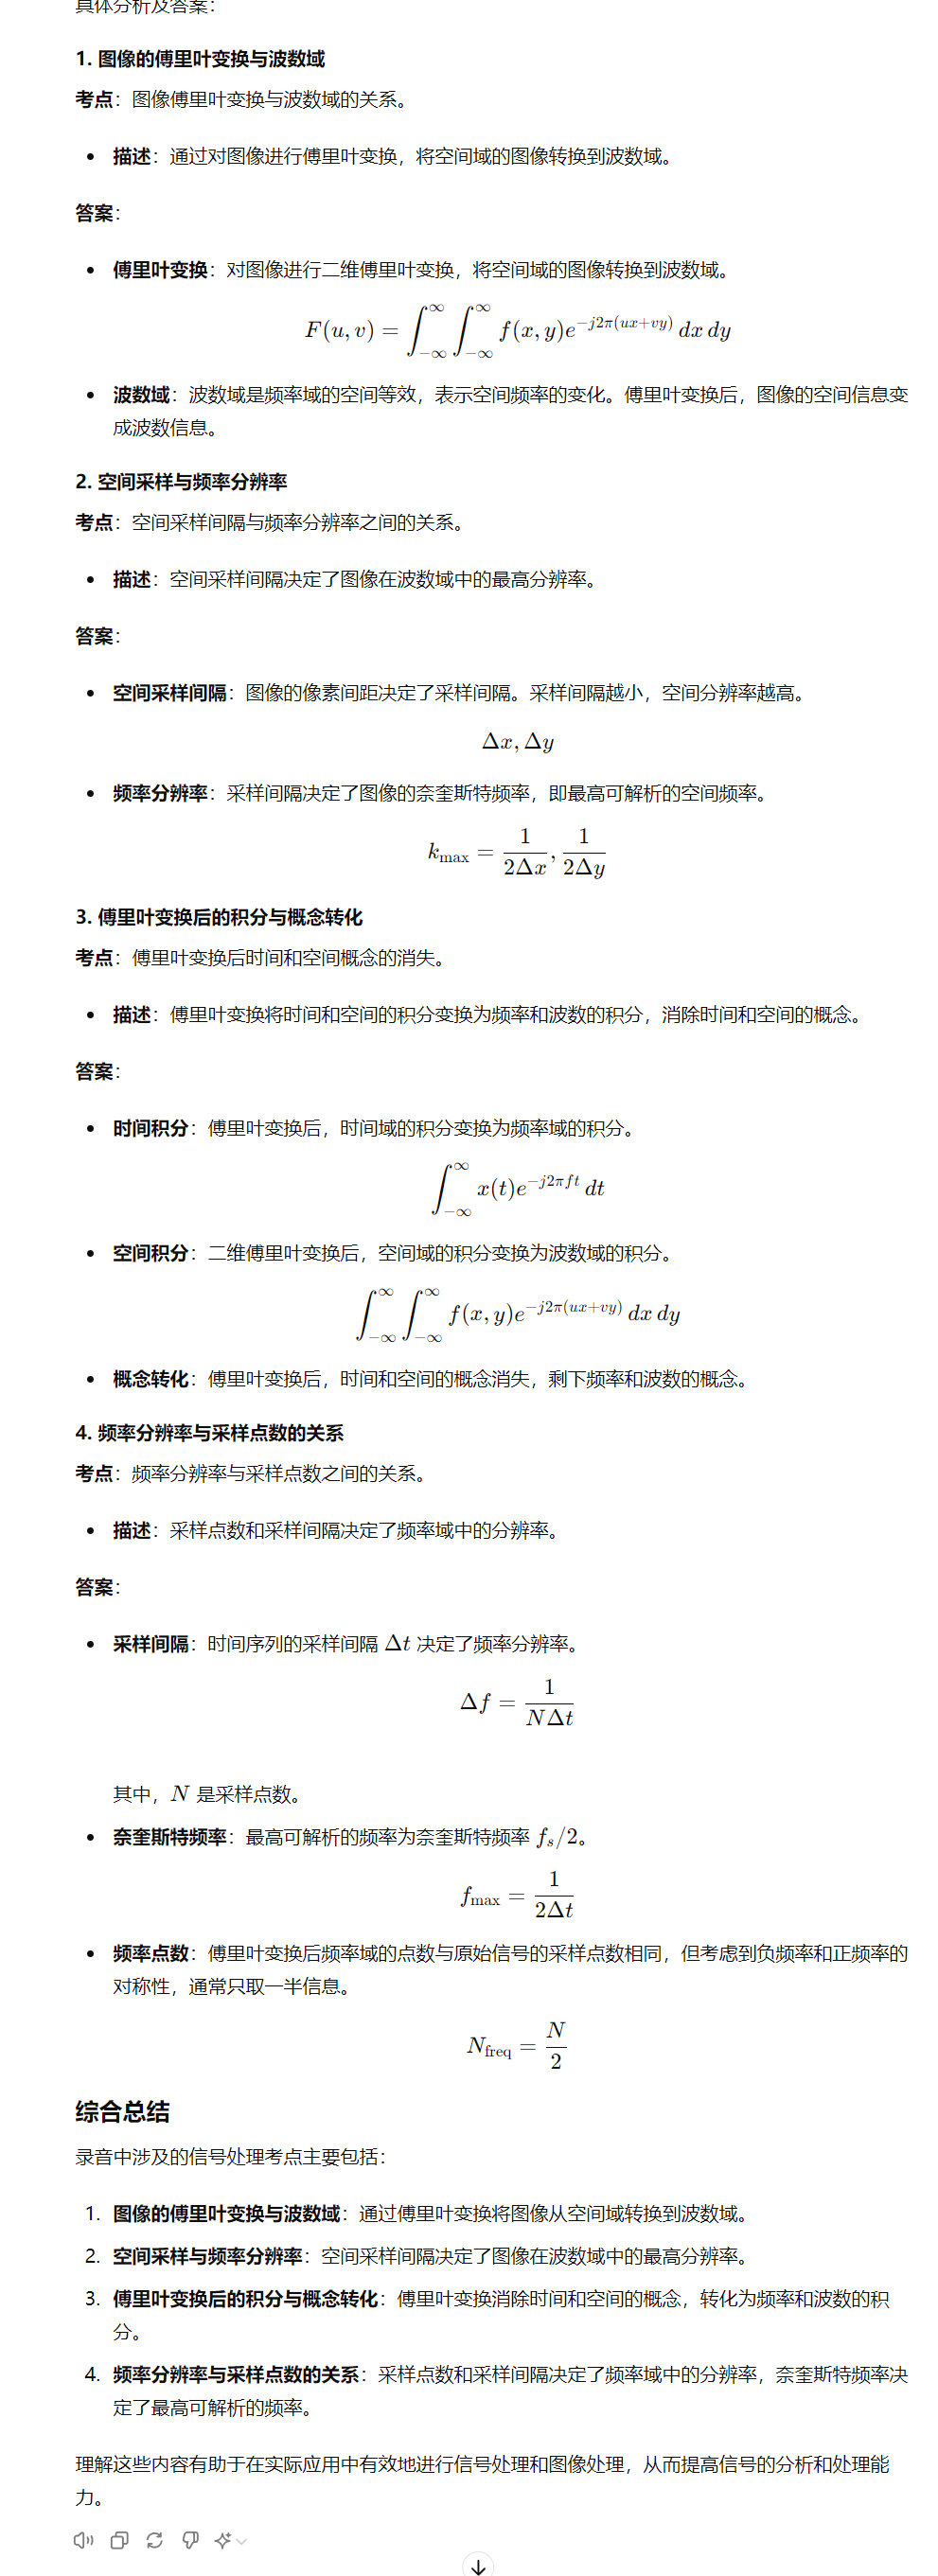 具体分析及答案：
1. 图像的傅里叶变换与波数域
考点：图像傅里叶变换与波数域的关系。
• 描述：通过对图像进行傅里叶变换，将空间域的图像转换到波数域。
答案：
• 傅里叶变换：对图像进行二维傅里叶变换，将空间域的图像转换到波数域。
F(u, v) = ∫_{-∞}^{∞} ∫_{-∞}^{∞} f(x, y)e^{-j2π(ux+vy)} dx dy
• 波数域：波数域是频率域的空间等效，表示空间频率的变化。傅里叶变换后，图像的空间信息变
成波数信息。
2. 空间采样与频率分辨率
考点：空间采样间隔与频率分辨率之间的关系。
• 描述：空间采样间隔决定了图像在波数域中的最高分辨率。
答案：
• 空间采样间隔：图像的像素间距决定了采样间隔。采样间隔越小，空间分辨率越高。
Δx, Δy
• 频率分辨率：采样间隔决定了图像的奈奎斯特频率，即最高可解析的空间频率。
k_{max} = \frac{1}{2Δx}, \frac{1}{2Δy}
3. 傅里叶变换后的积分与概念转化
考点：傅里叶变换后时间和空间概念的消失。
• 描述：傅里叶变换将时间和空间的积分变换为频率和波数的积分，消除时间和空间的概念。
答案：
• 时间积分：傅里叶变换后，时间域的积分变换为频率域的积分。
∫_{-∞}^{∞} x(t)e^{-j2πft} dt
• 空间积分：二维傅里叶变换后，空间域的积分变换为波数域的积分。
∫_{-∞}^{∞} ∫_{-∞}^{∞} f(x, y)e^{-j2π(ux+vy)} dx dy
• 概念转化：傅里叶变换后，时间和空间的概念消失，剩下频率和波数的概念。
4. 频率分辨率与采样点数的关系
考点：频率分辨率与采样点数之间的关系。
• 描述：采样点数和采样间隔决定了频率域中的分辨率。
答案：
• 采样间隔：时间序列的采样间隔 Δt 决定了频率分辨率。
Δf = \frac{1}{NΔt}
其中，N 是采样点数。
• 奈奎斯特频率：最高可解析的频率为奈奎斯特频率 f_s/2。
f_{max} = \frac{1}{2Δt}
• 频率点数：傅里叶变换后频率域的点数与原始信号的采样点数相同，但考虑到负频率和正频率的
对称性，通常只取一半信息。
N_{freq} = \frac{N}{2}
综合总结
录音中涉及的信号处理考点主要包括：
1. 图像的傅里叶变换与波数域：通过傅里叶变换将图像从空间域转换到波数域。
2. 空间采样与频率分辨率：空间采样间隔决定了图像在波数域中的最高分辨率。
3. 傅里叶变换后的积分与概念转化：傅里叶变换消除时间和空间的概念，转化为频率和波数的积
分。
4. 频率分辨率与采样点数的关系：采样点数和采样间隔决定了频率域中的分辨率，奈奎斯特频率决
定了最高可解析的频率。
理解这些内容有助于在实际应用中有效地进行信号处理和图像处理，从而提高信号的分析和处理能
力。